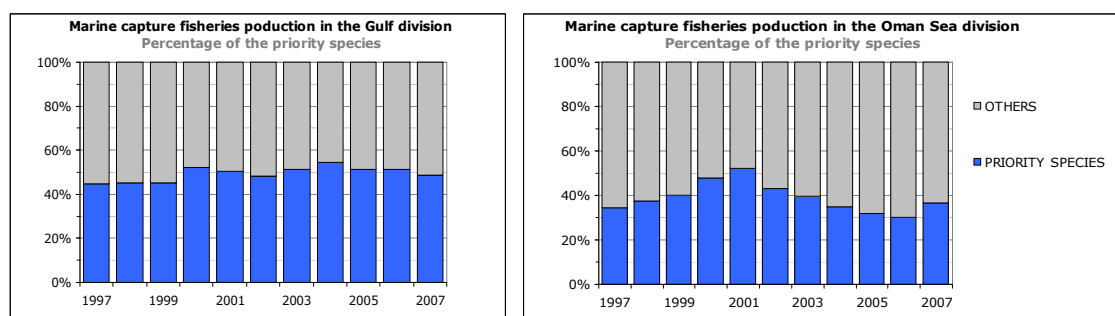 Marine capture fisheries poduction in the Gulf division
Percentage of the priority species
100%
80%
60%
40%
20%
0%
1997 1999 2001 2003 2005 2007
Marine capture fisheries poduction in the Oman Sea division
Percentage of the priority species
100%
80%
60%
40%
20%
0%
1997 1999 2001 2003 2005 2007
OTHERS
PRIORITY SPECIES